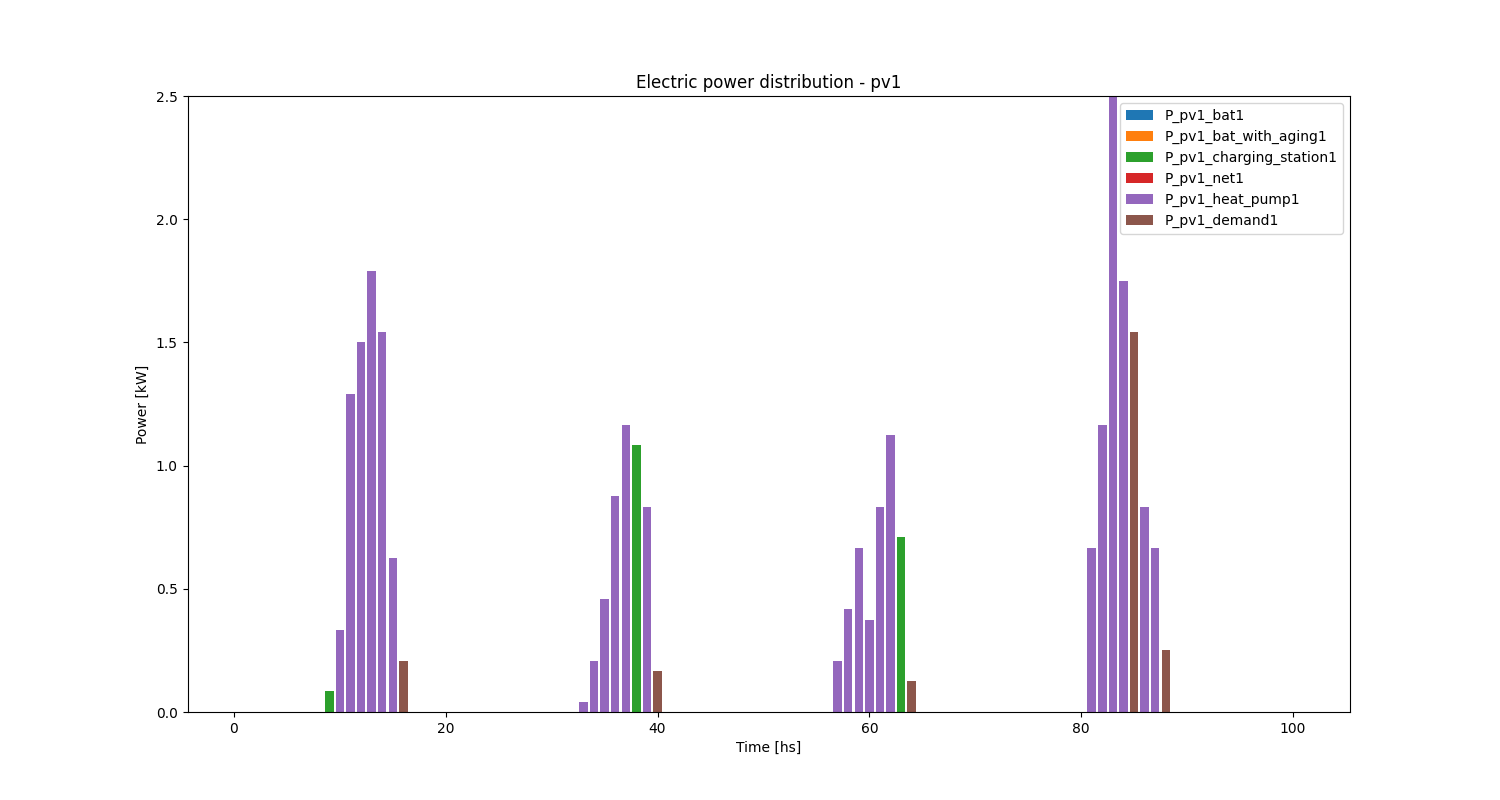 Electric power distribution - pv1
2.5
2.0
1.5
1.0
0.5
0.0
Power [kW]
P_pv1_bat1
P_pv1_bat_with_aging1
P_pv1_charging_station1
P_pv1_net1
P_pv1_heat_pump1
P_pv1_demand1
0 20 40 60 80 100
Time [hs]